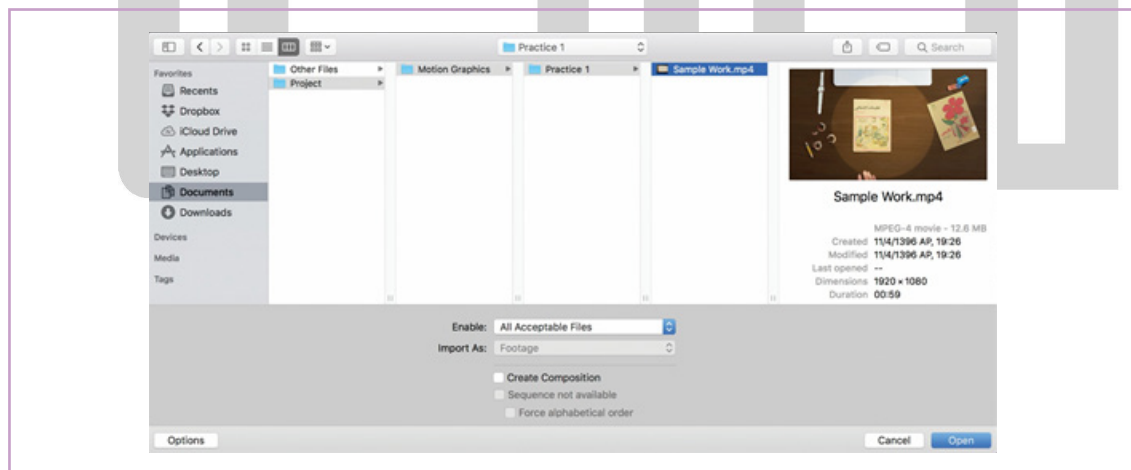 Practice 1
Search
Favorites
Recents
Dropbox
iCloud Drive
Applications
Desktop
Documents
Downloads
Devices
Media
Tags
Other Files
Project
Motion Graphics
Practice 1
Sample Work.mp4
Sample Work.mp4
MPEG-4 movie - 12.6 MB
Created 11/4/1396 AP, 19:26
Modified 11/4/1396 AP, 19:26
Last opened --
Dimensions 1920 × 1080
Duration 00:59
Enable: All Acceptable Files
Import As: Footage
Create Composition
Sequence not available
Force alphabetical order
Options
Cancel
Open